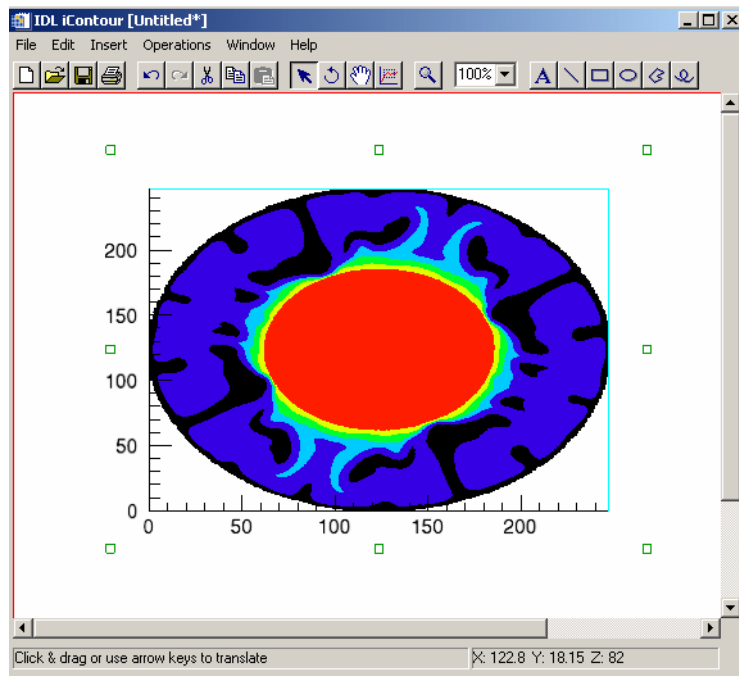 IDL iContour [Untitled*]
File Edit Insert Operations Window Help
100% A
200
150
100
50
0
0 50 100 150 200
Click & drag or use arrow keys to translate
X: 122.8 Y: 18.15 Z: 82